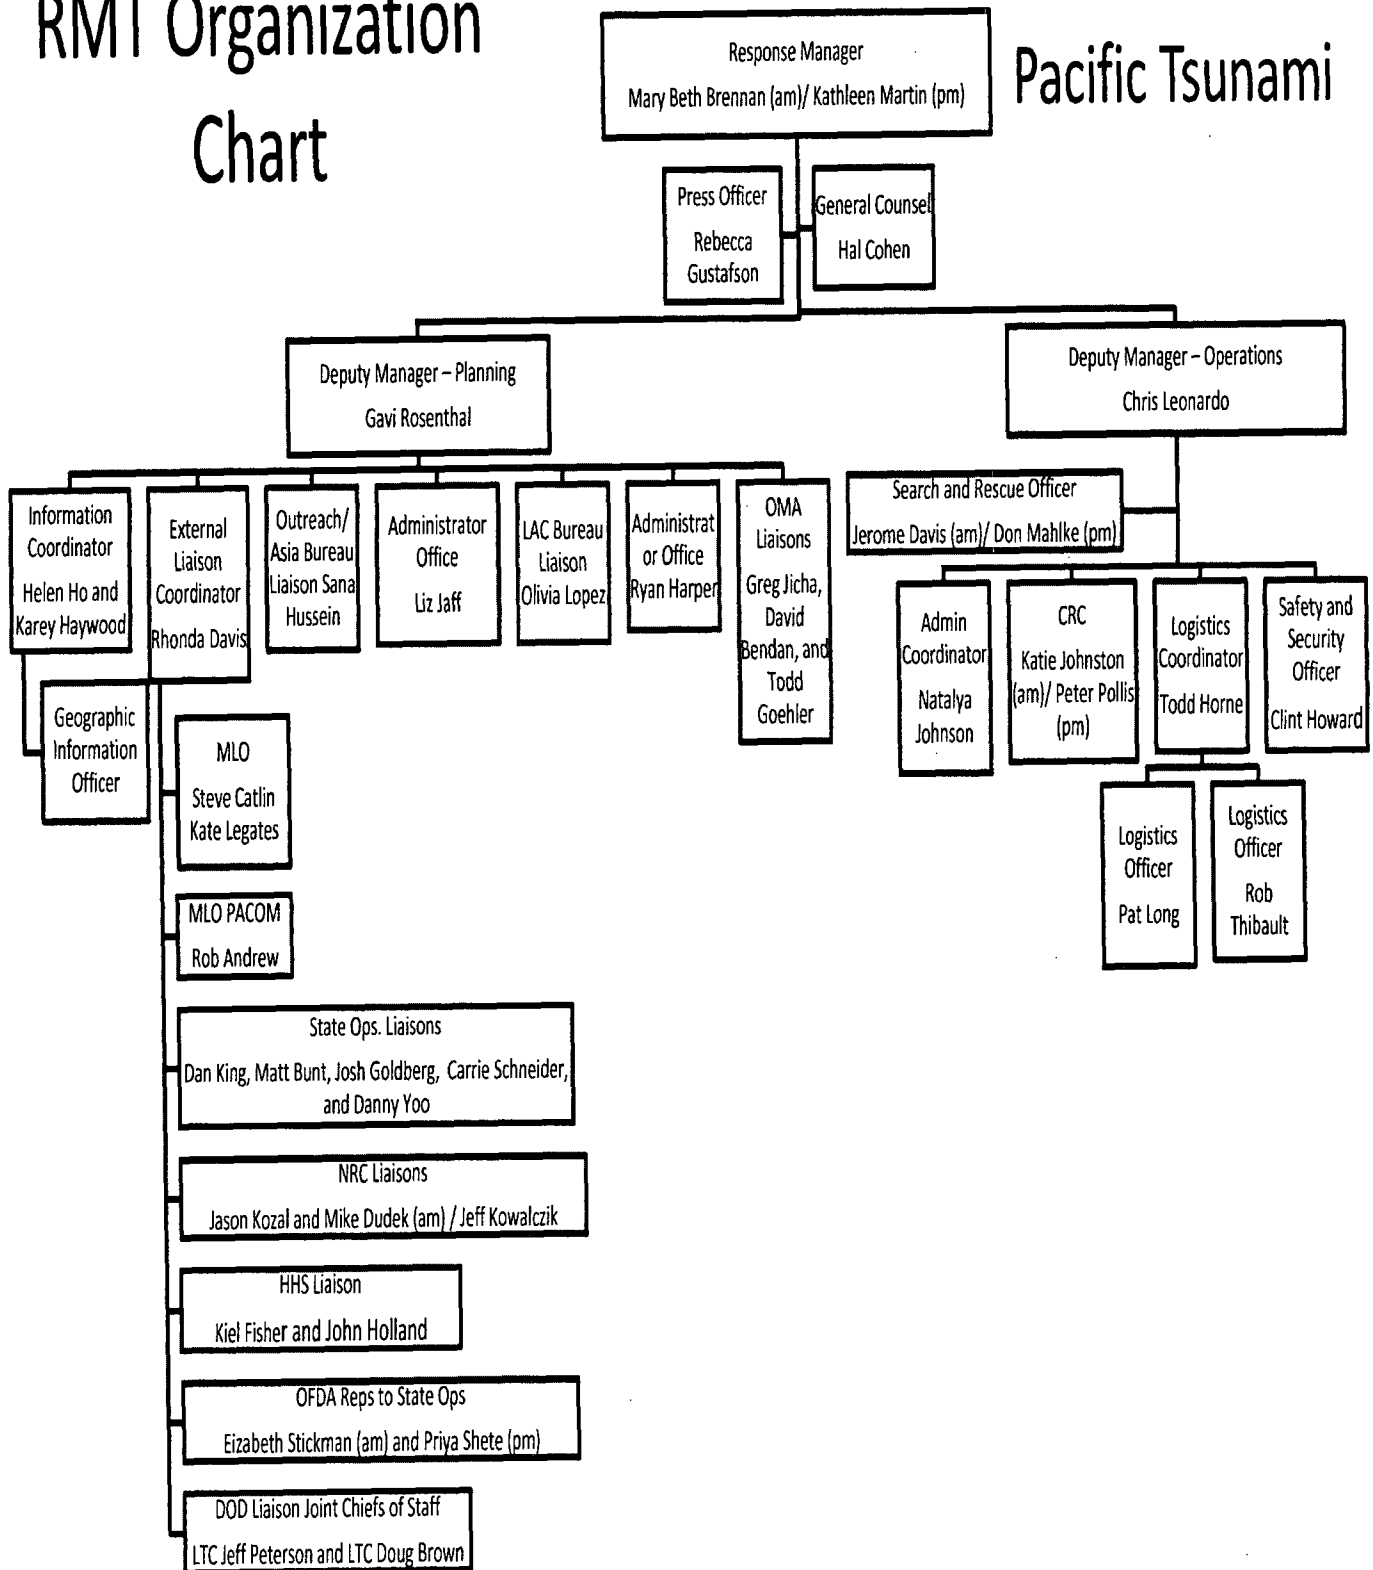 RMT Organization
Chart
Pacific Tsunami
Response Manager
Mary Beth Brennan (am)/ Kathleen Martin (pm)
Press Officer
Rebecca
Gustafson
General Counsel
Hal Cohen
Deputy Manager – Planning
Gavi Rosenthal
Deputy Manager – Operations
Chris Leonardo
Information
Coordinator
Helen Ho and
Karey Haywood
External
Liaison
Coordinator
Rhonda Davis
Outreach/
Asia Bureau
Liaison Sana
Hussein
Administrator
Office
Liz Jaff
LAC Bureau
Liaison
Olivia Lopez
Administrat
or Office
Ryan Harper
OMA
Liaisons
Greg Jicha,
David
Bendan, and
Todd
Goehler
Search and Rescue Officer
Jerome Davis (am)/ Don Mahlke (pm)
Admin
Coordinator
Natalya
Johnson
CRC
Katie Johnston
(am)/ Peter Pollis
(pm)
Logistics
Coordinator
Todd Horne
Safety and
Security
Officer
Clint Howard
Geographic
Information
Officer
MLO
Steve Catlin
Kate Legates
Logistics
Officer
Pat Long
Logistics
Officer
Rob
Thibault
MLO PACOM
Rob Andrew
State Ops. Liaisons
Dan King, Matt Bunt, Josh Goldberg, Carrie Schneider,
and Danny Yoo
NRC Liaisons
Jason Kozal and Mike Dudek (am) / Jeff Kowalczik
HHS Liaison
Kiel Fisher and John Holland
OFDA Reps to State Ops
Eizabeth Stickman (am) and Priya Shete (pm)
DOD Liaison Joint Chiefs of Staff
LTC Jeff Peterson and LTC Doug Brown